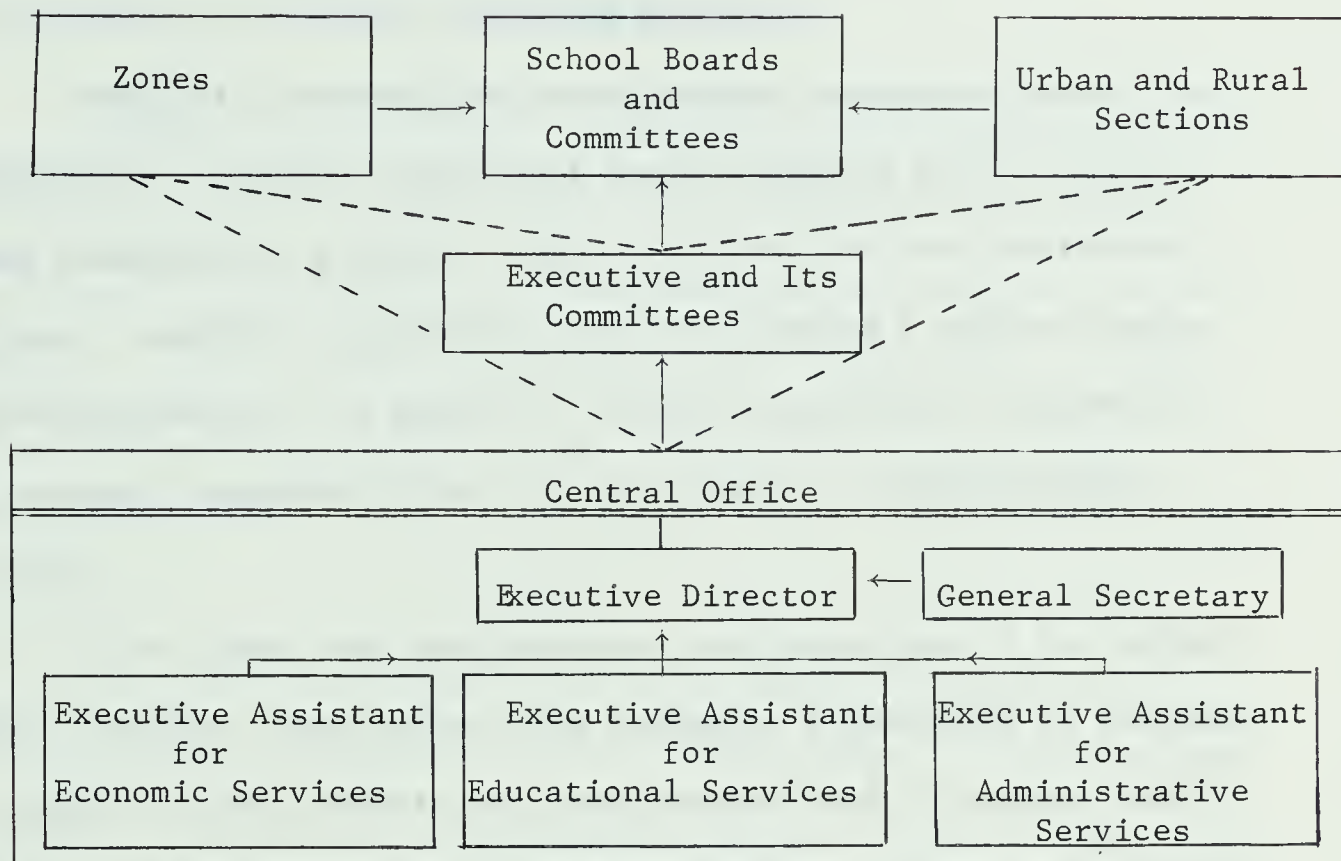 Zones
School Boards
and
Committees
Urban and Rural
Sections
Executive and Its
Committees
Central Office
Executive Director
General Secretary
Executive Assistant
for
Economic Services
Executive Assistant
for
Educational Services
Executive Assistant
for
Administrative
Services